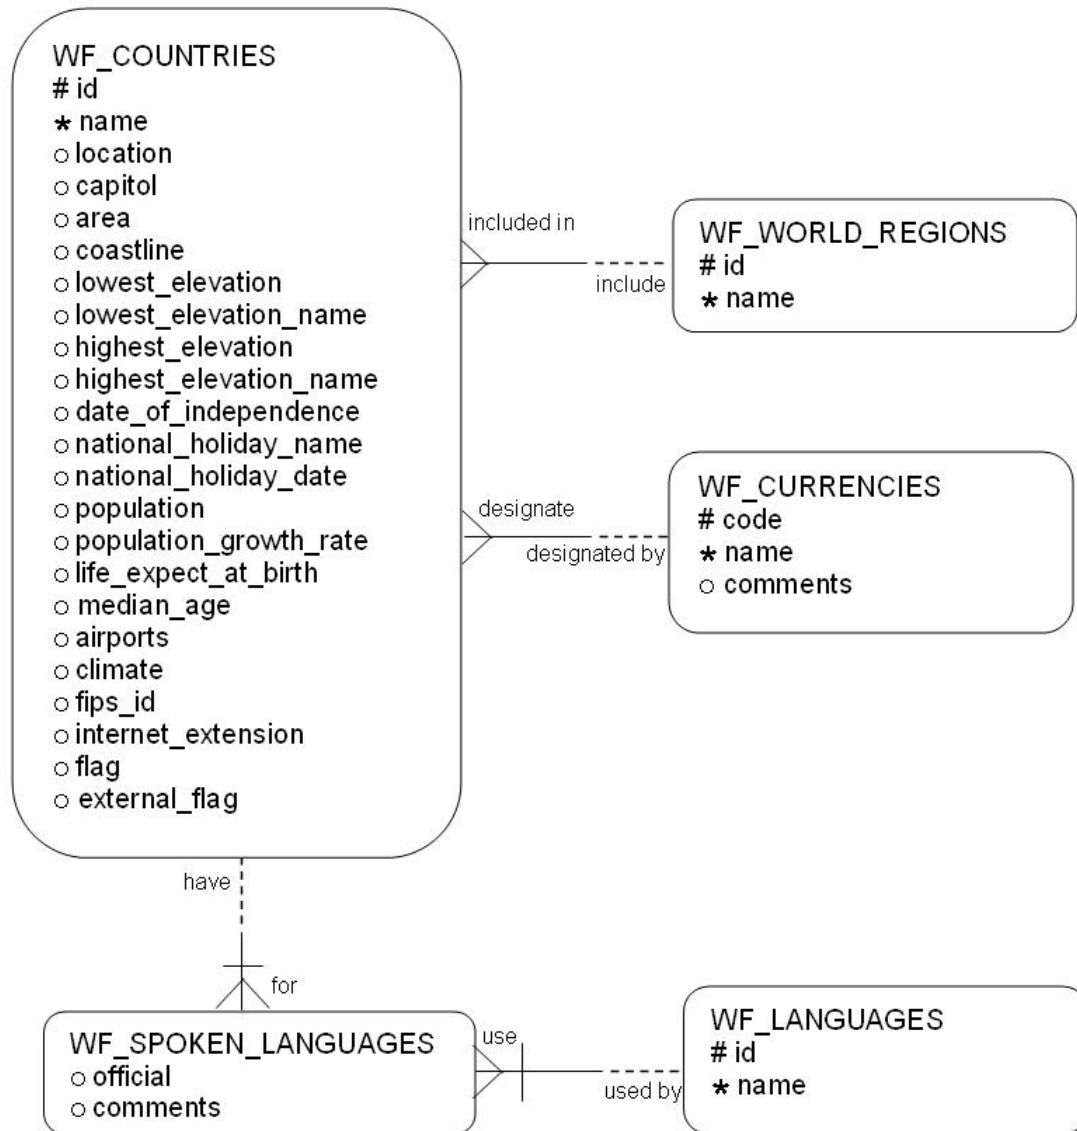 WF_COUNTRIES
# id
* name
o location
o capitol
o area
o coastline
o lowest_elevation
o lowest_elevation_name
o highest_elevation
o highest_elevation_name
o date_of_independence
o national_holiday_name
o national_holiday_date
o population
o population_growth_rate
o life_expect_at_birth
o median_age
o airports
o climate
o fips_id
o internet_extension
o flag
o external_flag
included in
include
WF_WORLD_REGIONS
# id
* name
designate
designated by
WF_CURRENCIES
# code
* name
o comments
have
for
WF_SPOKEN_LANGUAGES
o official
o comments
use
used by
WF_LANGUAGES
# id
* name